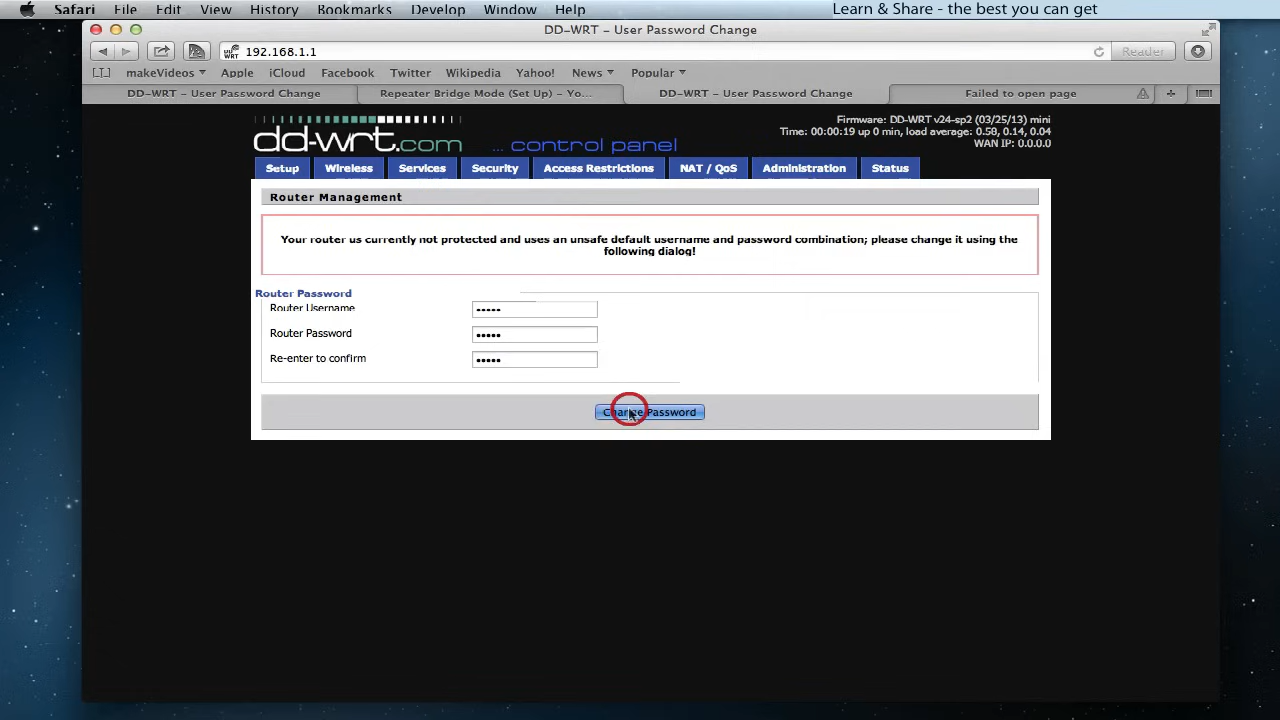 Safari File Edit View History Bookmarks Develop Window Help Learn & Share - the best you can get
DD-WRT - User Password Change
192.168.1.1 Reader
makeVideos Apple iCloud Facebook Twitter Wikipedia Yahoo! News Popular
DD-WRT - User Password Change Repeater Bridge Mode (Set Up) - Yo... DD-WRT - User Password Change Failed to open page
Firmware: DD-WRT v24-sp2 (03/25/13) mini
Time: 00:00:19 up 0 min, load average: 0.58, 0.14, 0.04
WAN IP: 0.0.0.0
dd-wrt.com ... control panel
Setup Wireless Services Security Access Restrictions NAT / QoS Administration Status
Router Management
Your router us currently not protected and uses an unsafe default username and password combination; please change it using the
following dialog!
Router Password
Router Username •••••
Router Password •••••
Re-enter to confirm •••••
Change Password